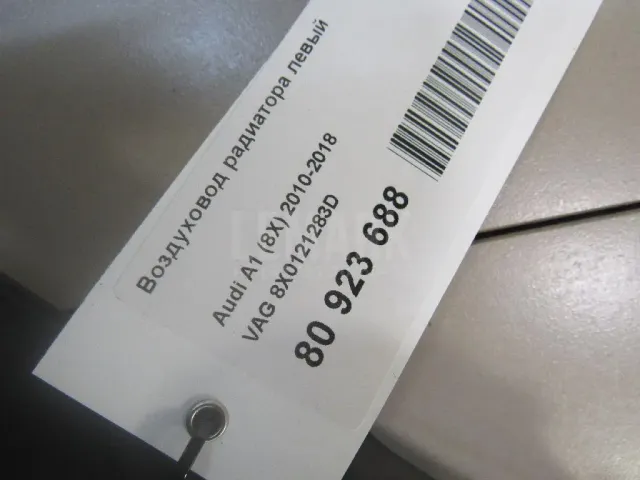 Воздуховод радиатора левый
Audi A1 (8X) 2010-2018
VAG 8X0121283D
80 923 688